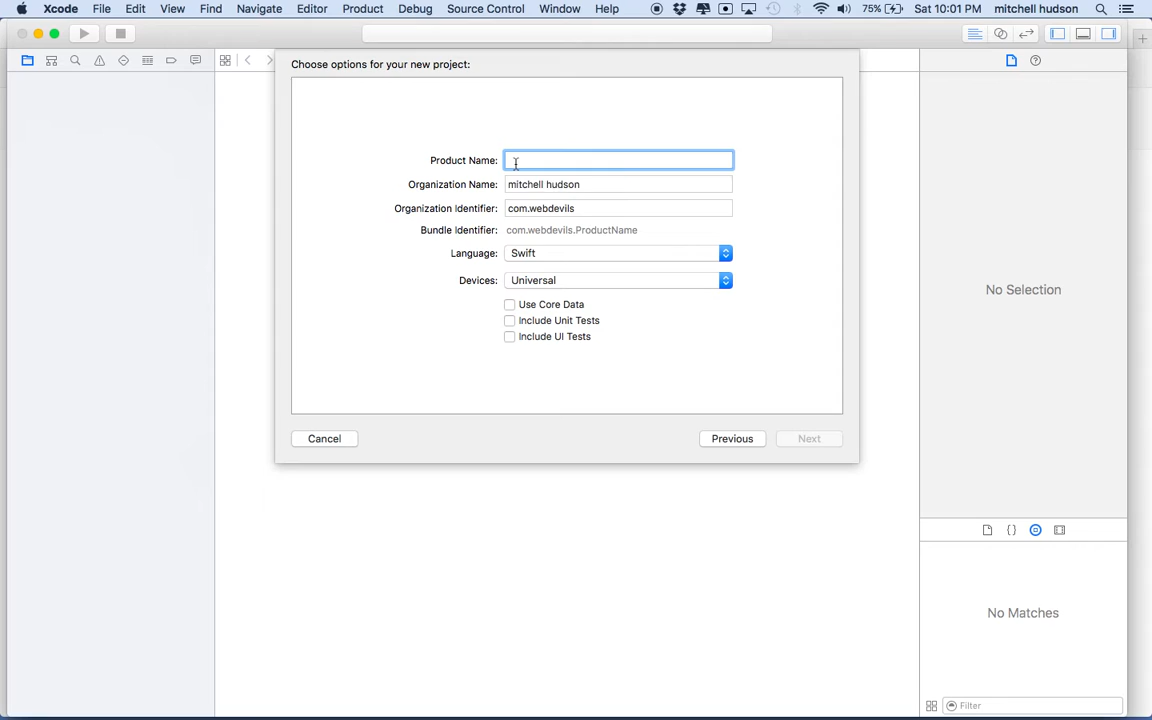 Xcode File Edit View Find Navigate Editor Product Debug Source Control Window Help 75% Sat 10:01 PM mitchell hudson
Choose options for your new project:
Product Name:
Organization Name: mitchell hudson
Organization Identifier: com.webdevils
Bundle Identifier: com.webdevils.ProductName
Language: Swift
Devices: Universal
Use Core Data
Include Unit Tests
Include UI Tests
Cancel Previous Next
No Selection
No Matches
Filter